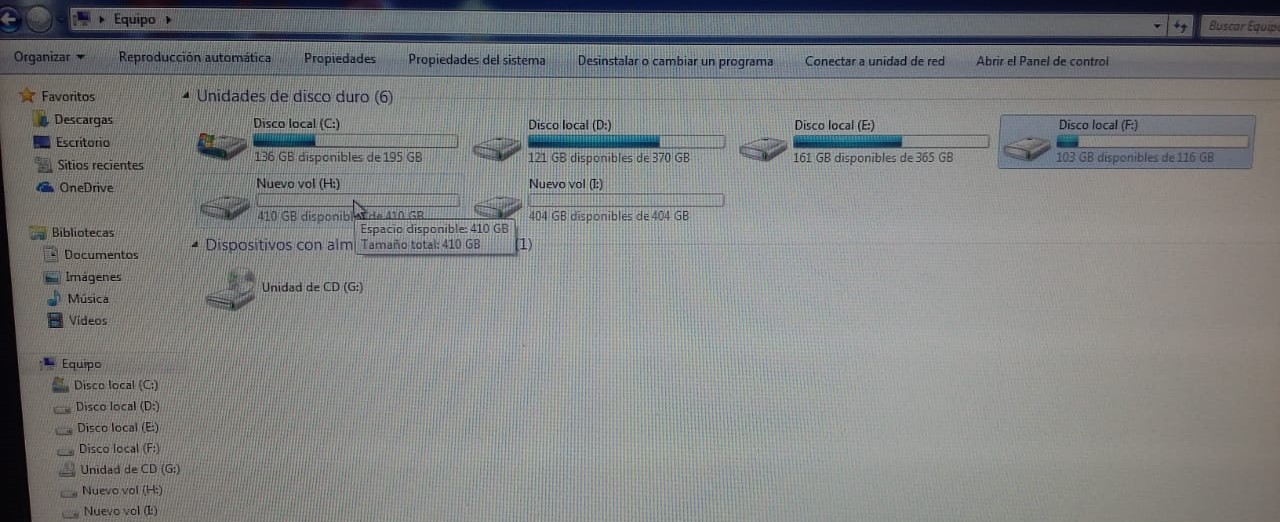 Equipo
Buscar Equipo
Organizar
Reproducción automática
Propiedades
Propiedades del sistema
Desinstalar o cambiar un programa
Conectar a unidad de red
Abrir el Panel de control
Favoritos
Descargas
Escritorio
Sitios recientes
OneDrive
Bibliotecas
Documentos
Imágenes
Música
Vídeos
Equipo
Disco local (C:)
Disco local (D:)
Disco local (E:)
Disco local (F:)
Unidad de CD (G:)
Nuevo vol (H:)
Nuevo vol (I:)
Unidades de disco duro (6)
Disco local (C:)
136 GB disponibles de 195 GB
Disco local (D:)
121 GB disponibles de 370 GB
Disco local (E:)
161 GB disponibles de 365 GB
Disco local (F:)
103 GB disponibles de 116 GB
Nuevo vol (H:)
410 GB disponibles de 410 GB
Nuevo vol (I:)
404 GB disponibles de 404 GB
Espacio disponible: 410 GB
Tamaño total: 410 GB
Dispositivos con alm (1)
Unidad de CD (G:)